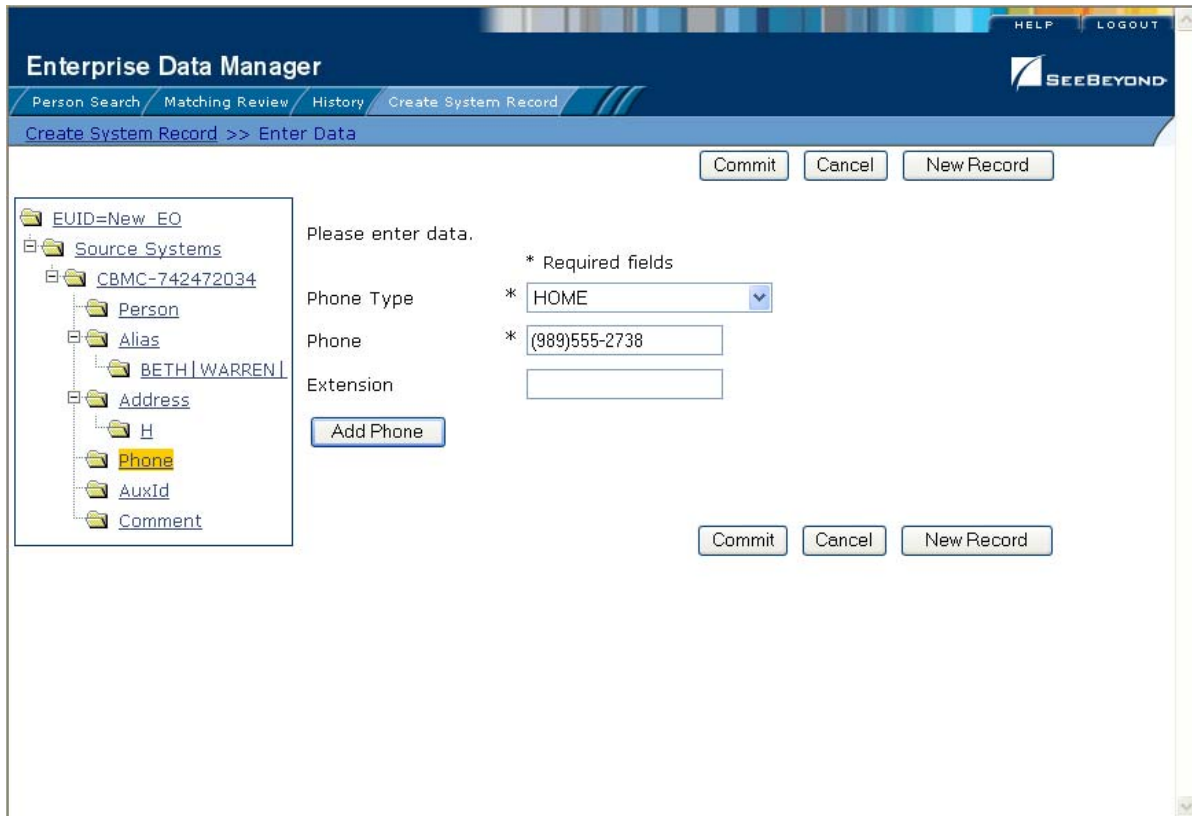 HELP LOGOUT
Enterprise Data Manager
SEEBEYOND
Person Search Matching Review History Create System Record
Create System Record >> Enter Data
Commit Cancel New Record
EUID=New_EO
Source Systems
CBMC-742472034
Person
Alias
BETH|WARREN|
Address
H
Phone
AuxId
Comment
Please enter data.
* Required fields
Phone Type * HOME
Phone * (989)555-2738
Extension
Add Phone
Commit Cancel New Record